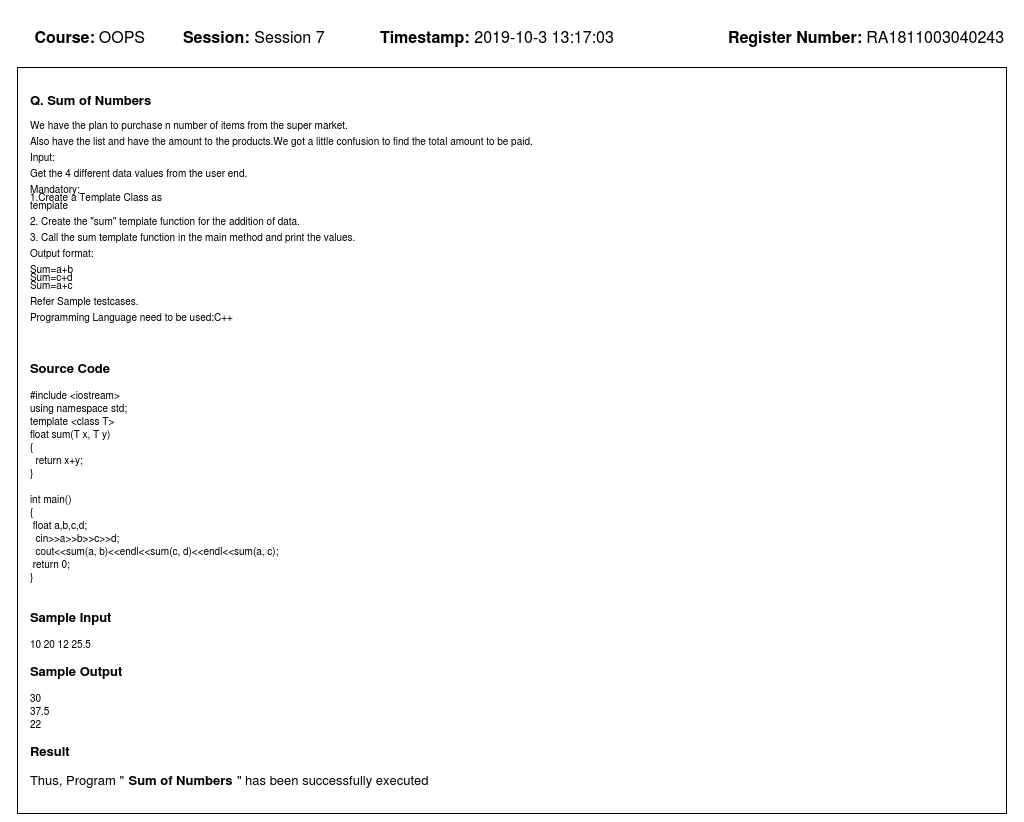 Course: OOPS Session: Session 7 Timestamp: 2019-10-3 13:17:03 Register Number: RA1811003040243
Q. Sum of Numbers
We have the plan to purchase n number of items from the super market.
Also have the list and have the amount to the products.We got a little confusion to find the total amount to be paid.
Input:
Get the 4 different data values from the user end.
Mandatory:
1.Create a Template Class as
template
2. Create the "sum" template function for the addition of data.
3. Call the sum template function in the main method and print the values.
Output format:
Sum=a+b
Sum=c+d
Sum=a+c
Refer Sample testcases.
Programming Language need to be used:C++
Source Code
#include <iostream>
using namespace std;
template <class T>
float sum(T x, T y)
{
  return x+y;
}
int main()
{
 float a,b,c,d;
  cin>>a>>b>>c>>d;
  cout<<sum(a, b)<<endl<<sum(c, d)<<endl<<sum(a, c);
 return 0;
}
Sample Input
10 20 12 25.5
Sample Output
30
37.5
22
Result
Thus, Program " Sum of Numbers " has been successfully executed